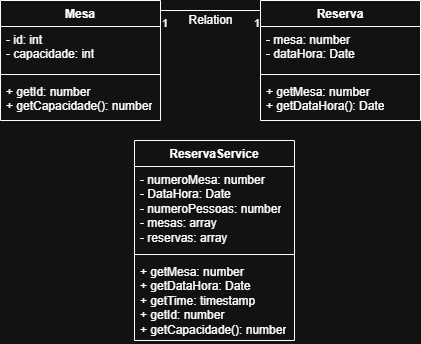 Mesa
- id: int
- capacidade: int
+ getId: number
+ getCapacidade(): number
1
Relation
1
Reserva
- mesa: number
- dataHora: Date
+ getMesa: number
+ getDataHora(): Date
ReservaService
- numeroMesa: number
- DataHora: Date
- numeroPessoas: number
- mesas: array
- reservas: array
+ getMesa: number
+ getDataHora: Date
+ getTime: timestamp
+ getId: number
+ getCapacidade(): number